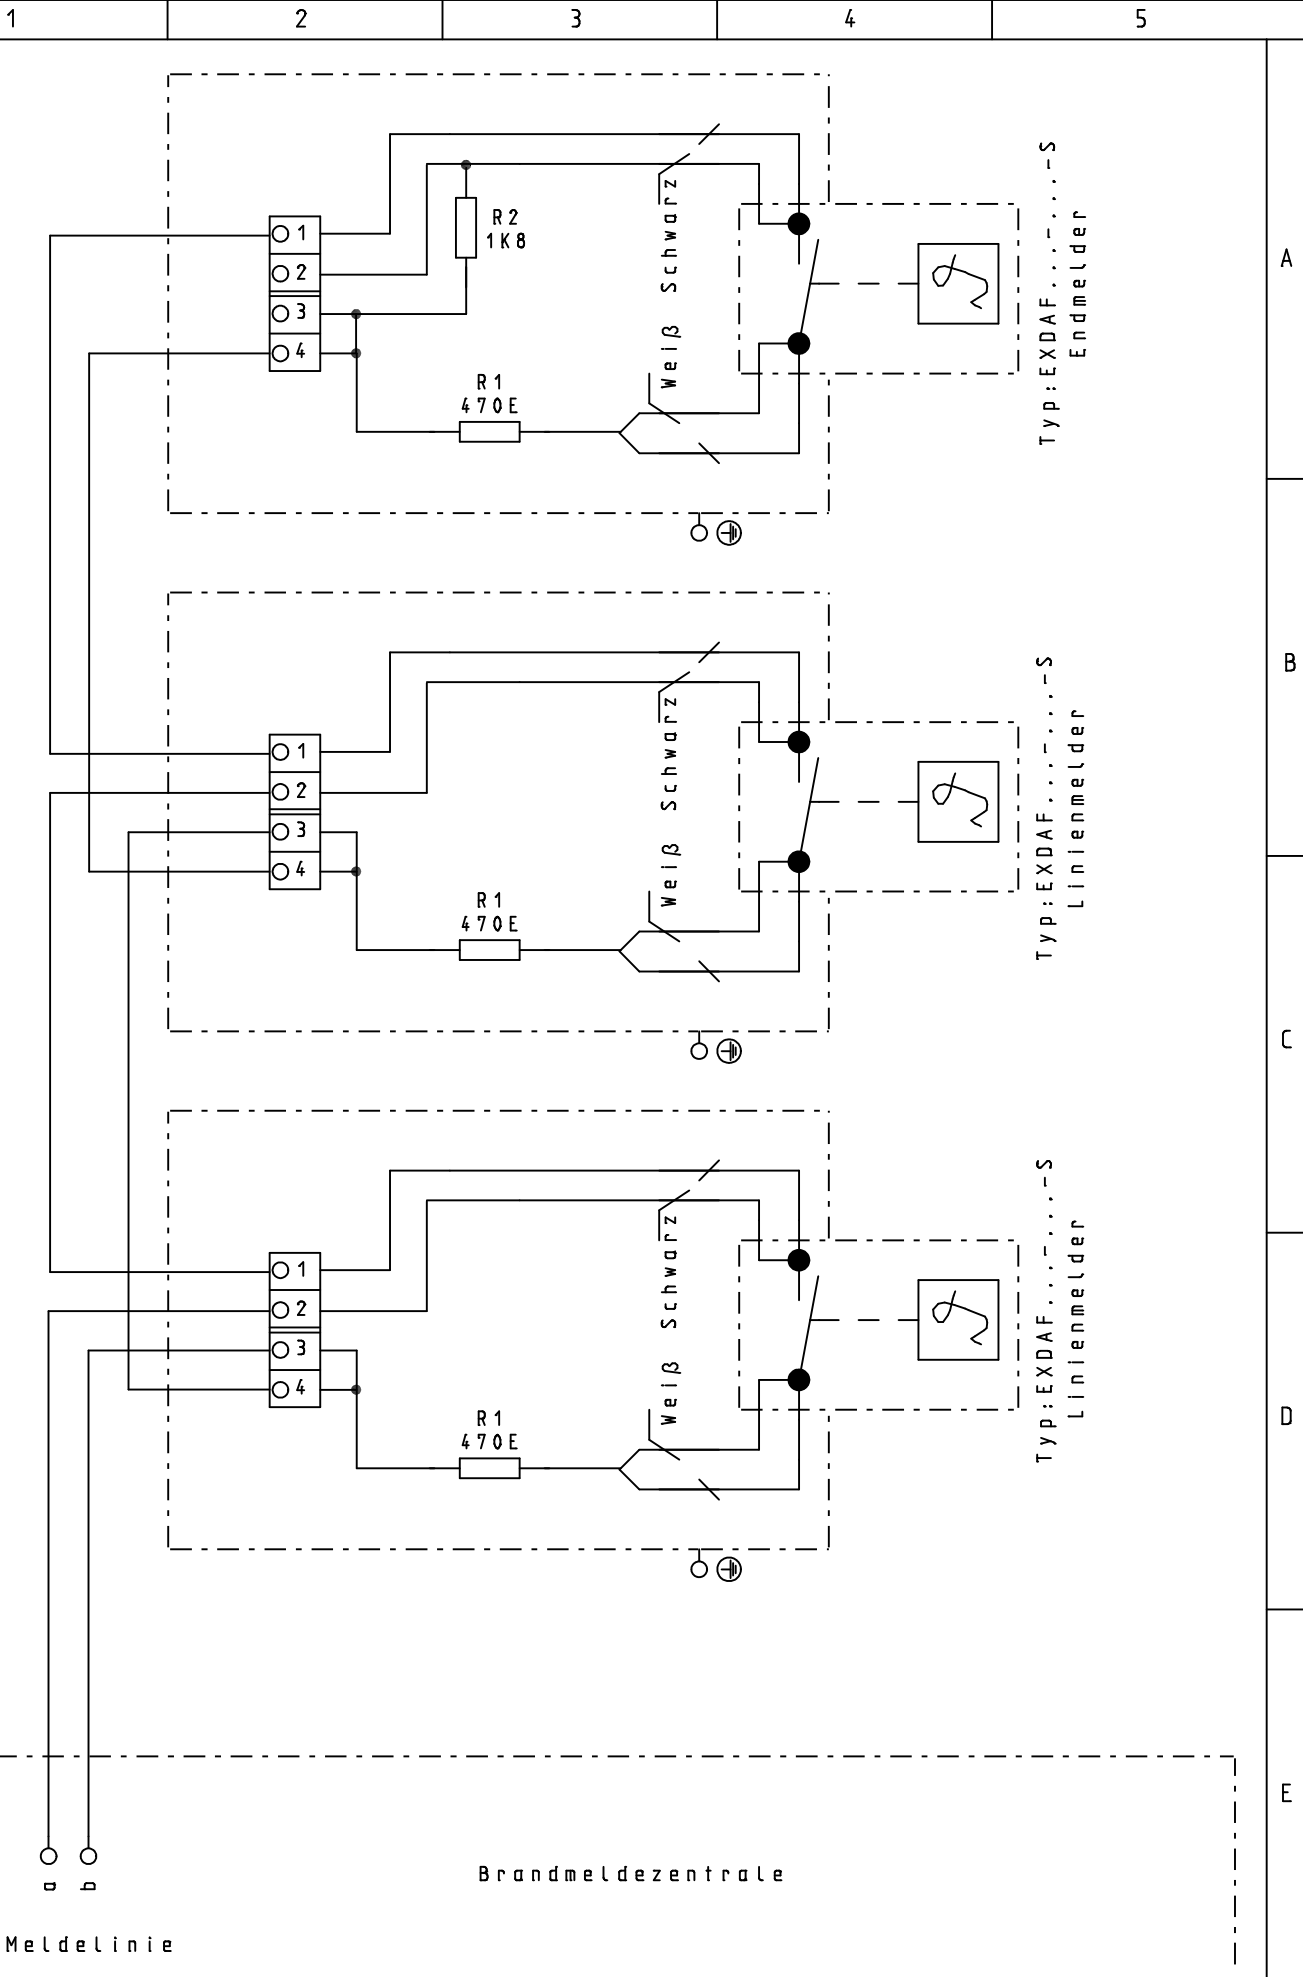 1 2 3 4 5
R2
1K8
1
2
3
4
R1
470E
Schwarz
Weiß
Typ:EXDAF...-...-S
Endmelder
A
B
1
2
3
4
R1
470E
Schwarz
Weiß
Typ:EXDAF...-...-S
Linienmelder
C
1
2
3
4
R1
470E
Schwarz
Weiß
Typ:EXDAF...-...-S
Linienmelder
D
E
a b
Brandmeldezentrale
Meldelinie